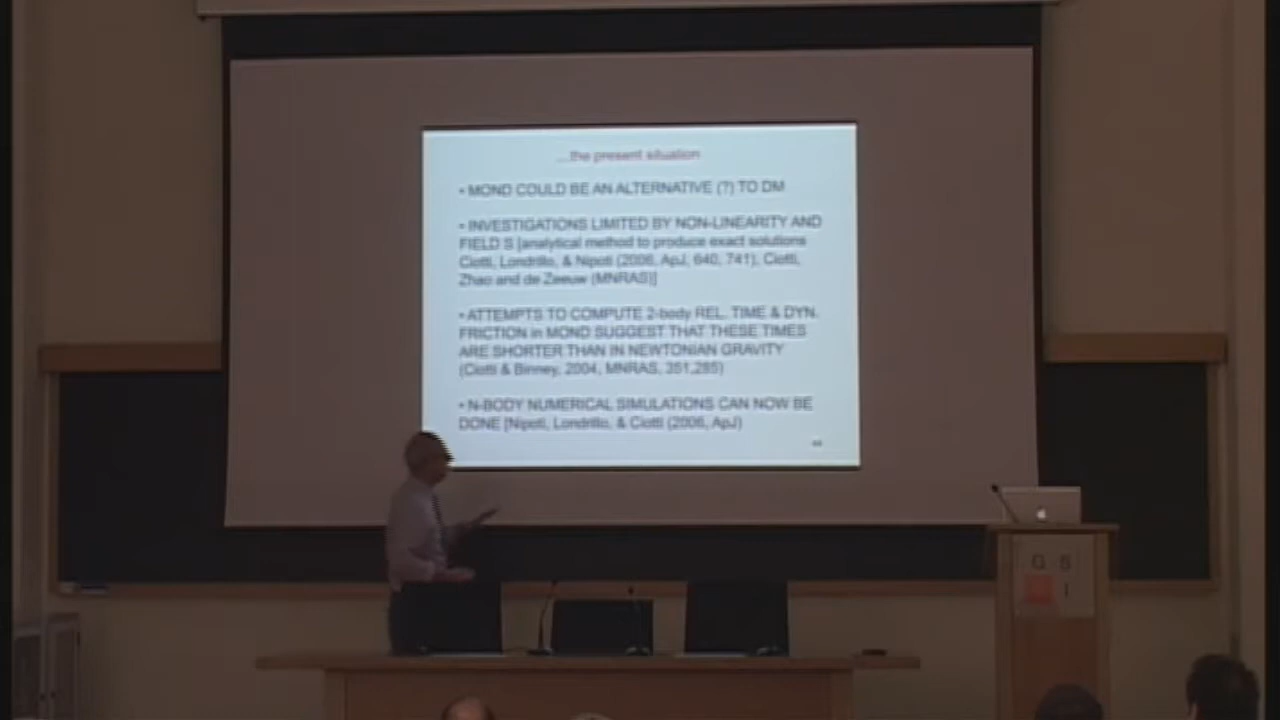 ...the present situation
• MOND COULD BE AN ALTERNATIVE (?) TO DM
• INVESTIGATIONS LIMITED BY NON-LINEARITY AND
FIELD S [analytical method to produce exact solutions
Ciotti, Londrillo, & Nipoti (2006, ApJ, 640, 741), Ciotti,
Zhao and de Zeeuw (MNRAS)]
• ATTEMPTS TO COMPUTE 2-body REL. TIME & DYN.
FRICTION in MOND SUGGEST THAT THESE TIMES
ARE SHORTER THAN IN NEWTONIAN GRAVITY
(Ciotti & Binney, 2004, MNRAS, 351,285)
• N-BODY NUMERICAL SIMULATIONS CAN NOW BE
DONE [Nipoti, Londrillo, & Ciotti (2006, ApJ)
G S
I